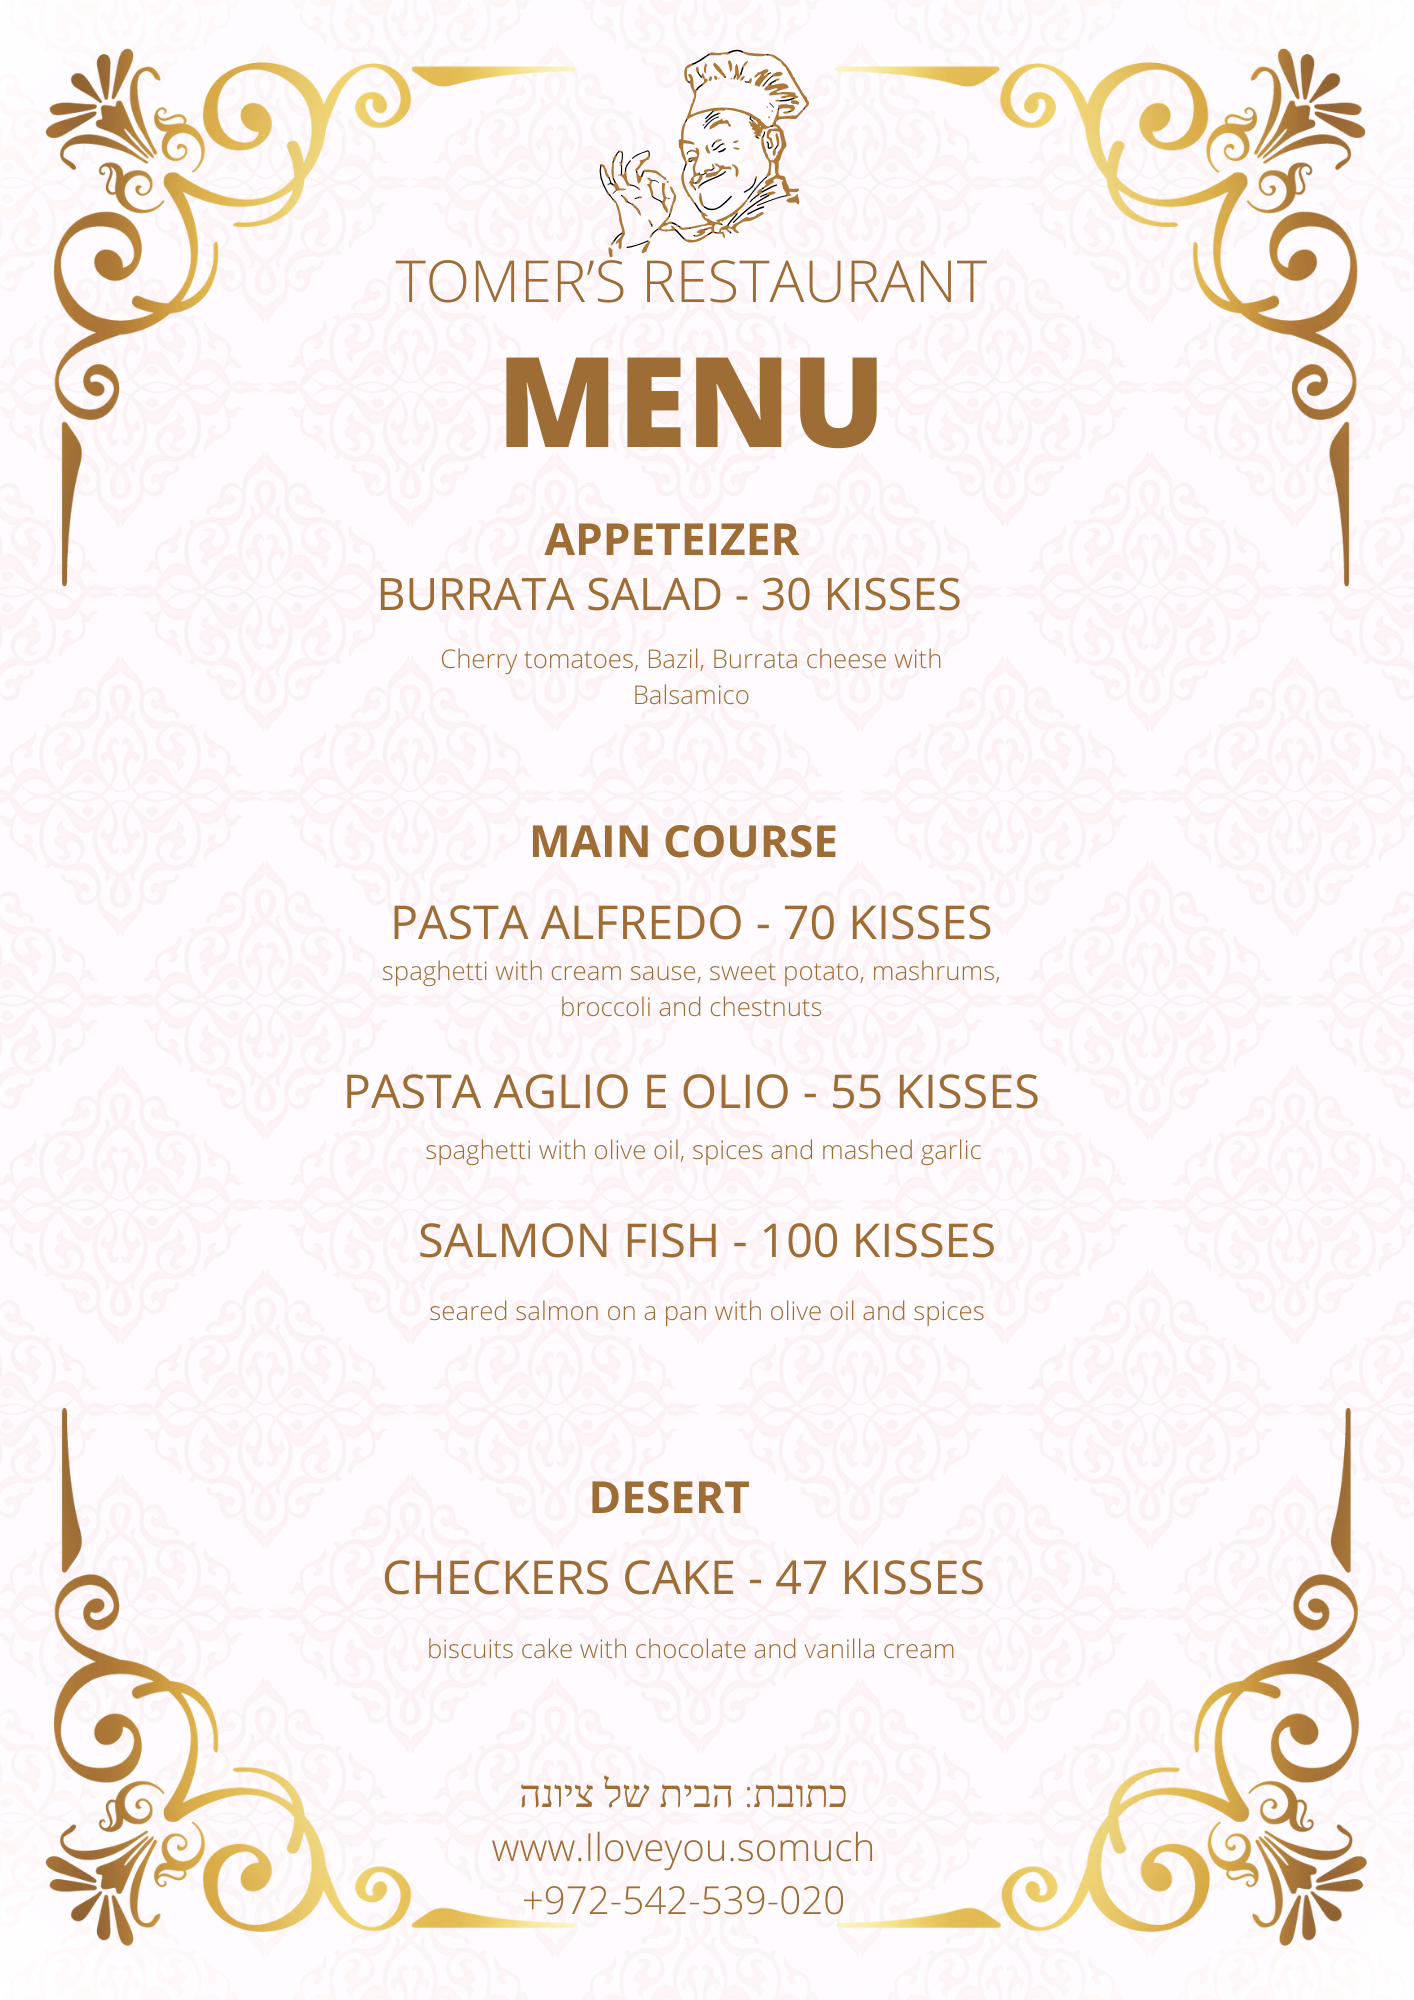 TOMER'S RESTAURANT
MENU
APPETEIZER
BURRATA SALAD - 30 KISSES
Cherry tomatoes, Bazil, Burrata cheese with
Balsamico
MAIN COURSE
PASTA ALFREDO - 70 KISSES
spaghetti with cream sause, sweet potato, mashrums,
broccoli and chestnuts
PASTA AGLIO E OLIO - 55 KISSES
spaghetti with olive oil, spices and mashed garlic
SALMON FISH - 100 KISSES
seared salmon on a pan with olive oil and spices
DESERT
CHECKERS CAKE - 47 KISSES
biscuits cake with chocolate and vanilla cream
כתובת: הבית של ציונה
www.Iloveyou.somuch
+972-542-539-020